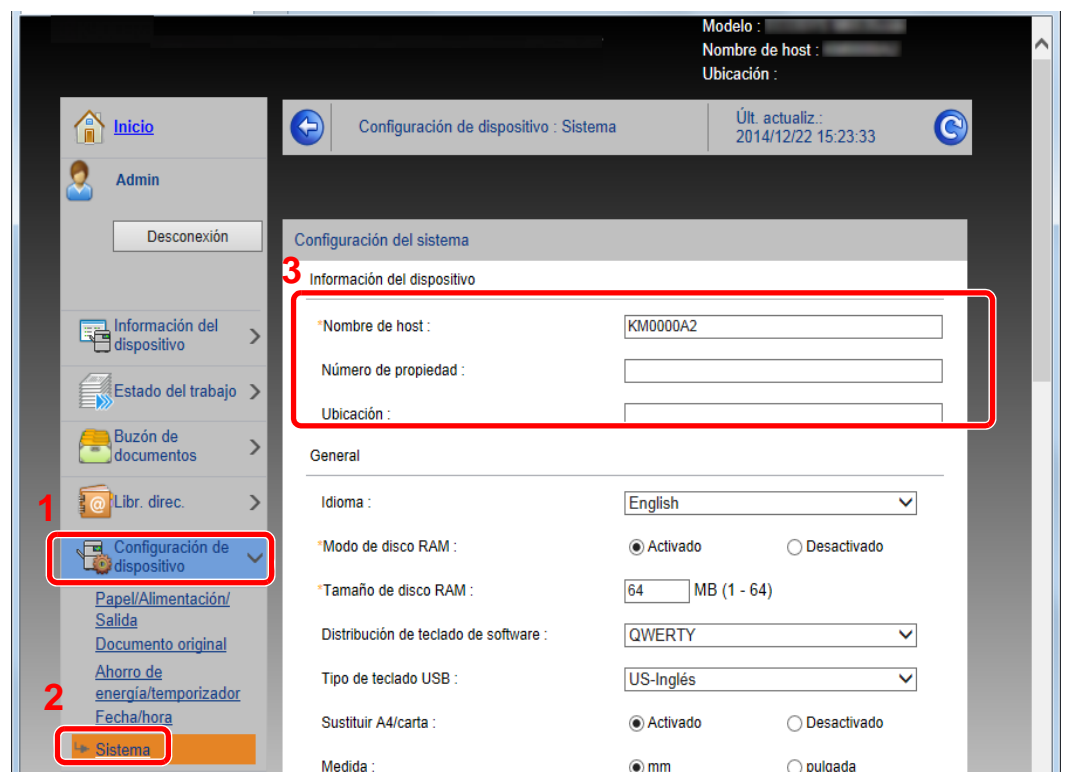 Modelo :
Nombre de host :
Ubicación :
Inicio
Configuración de dispositivo : Sistema
Últ. actualiz.:
2014/12/22 15:23:33
Admin
Desconexión
Configuración del sistema
3
Información del dispositivo
*Nombre de host : KM0000A2
Número de propiedad :
Ubicación :
Información del
dispositivo
Estado del trabajo
Buzón de
documentos
1
Libr. direc.
Configuración de
dispositivo
Papel/Alimentación/
Salida
Documento original
Ahorro de
energía/temporizador
2
Fecha/hora
Sistema
General
Idioma : English
*Modo de disco RAM : Activado Desactivado
*Tamaño de disco RAM : 64 MB (1 - 64)
Distribución de teclado de software : QWERTY
Tipo de teclado USB : US-Inglés
Sustituir A4/carta : Activado Desactivado
Medida : mm pulgada